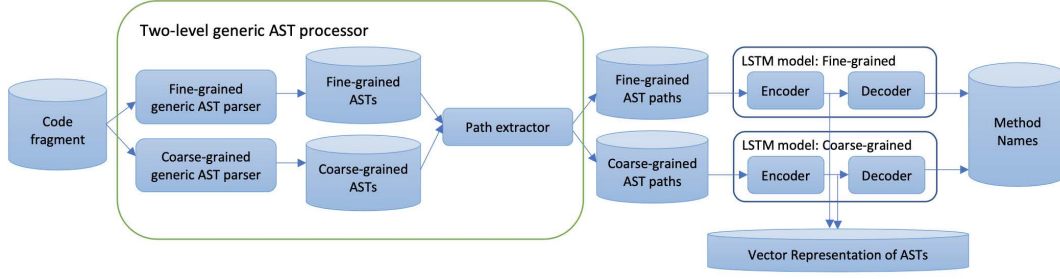 Two-level generic AST processor
Code
fragment
Fine-grained
generic AST parser
Coarse-grained
generic AST parser
Fine-grained
ASTs
Coarse-grained
ASTs
Path extractor
Fine-grained
AST paths
Coarse-grained
AST paths
LSTM model: Fine-grained
Encoder
Decoder
LSTM model: Coarse-grained
Encoder
Decoder
Method
Names
Vector Representation of ASTs